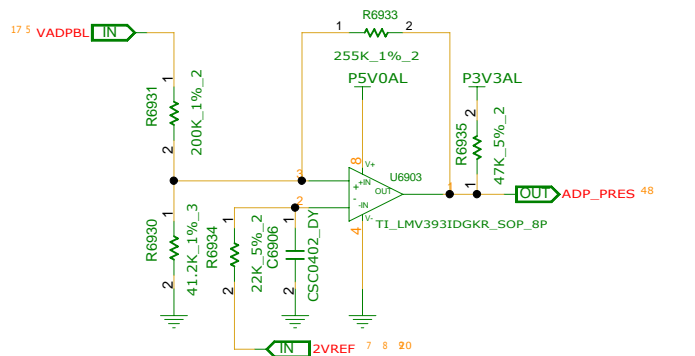 R6933
1 2
255K_1%_2
17 5 VADPBL IN
P5V0AL
P3V3AL
1
R6931
200K_1%_2
2
2
R6935
47K_5%_2
1
8
V+
U6903
3
+
+IN
OUT
1
OUT ADP_PRES 48
2
-
-IN
V-
4
TI_LMV393IDGKR_SOP_8P
1
R6930
41.2K_1%_3
2
1
R6934
22K_5%_2
2
1
C6906
CSC0402_DY
2
IN 2VREF 7 8